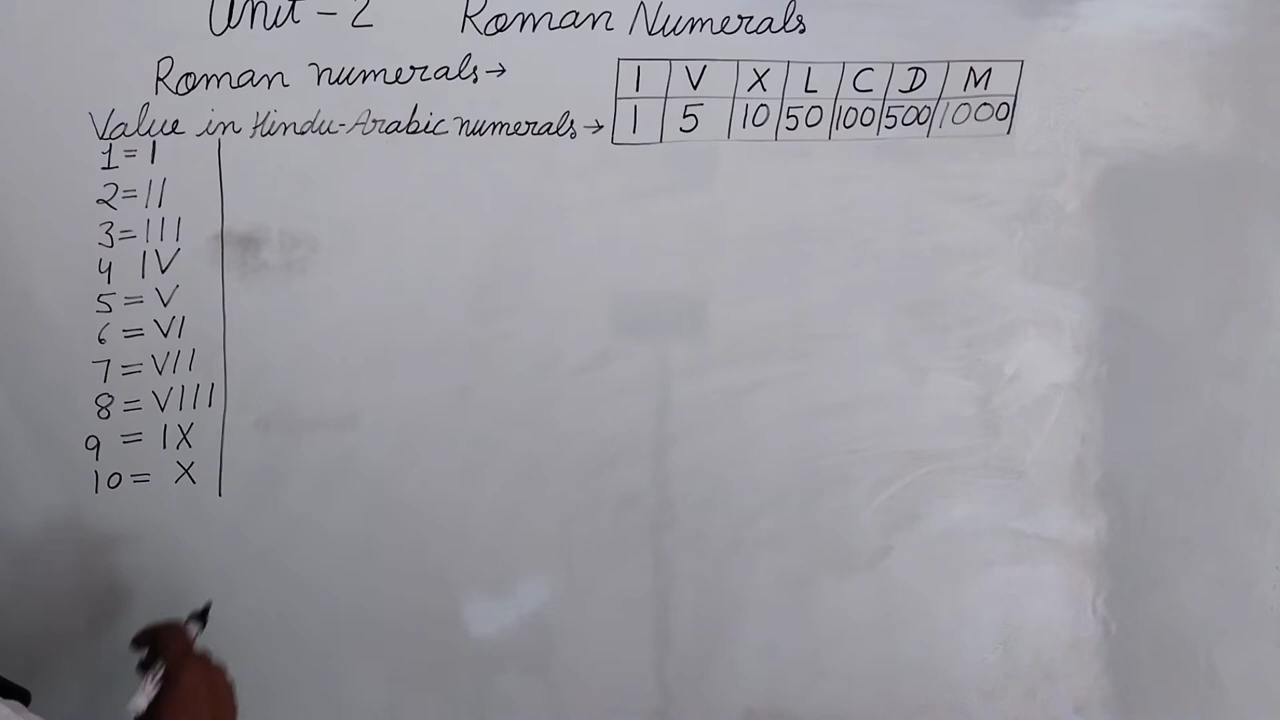 Unit - 2 Roman Numerals
Roman numerals → I V X L C D M
Value in Hindu-Arabic numerals → 1 5 10 50 100 500 1000
1 = I
2 = II
3 = III
4 IV
5 = V
6 = VI
7 = VII
8 = VIII
9 = IX
10 = X